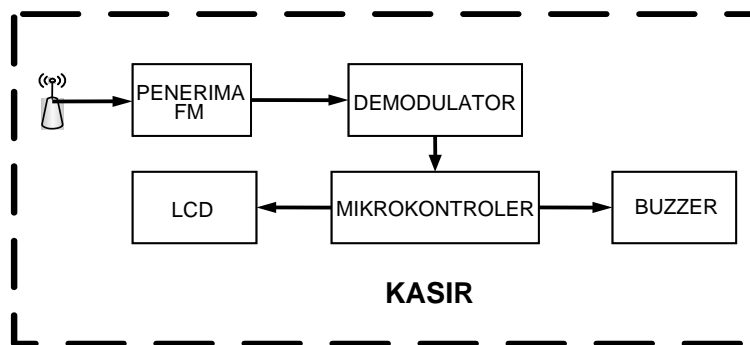 PENERIMA
FM
DEMODULATOR
LCD
MIKROKONTROLER
BUZZER
KASIR